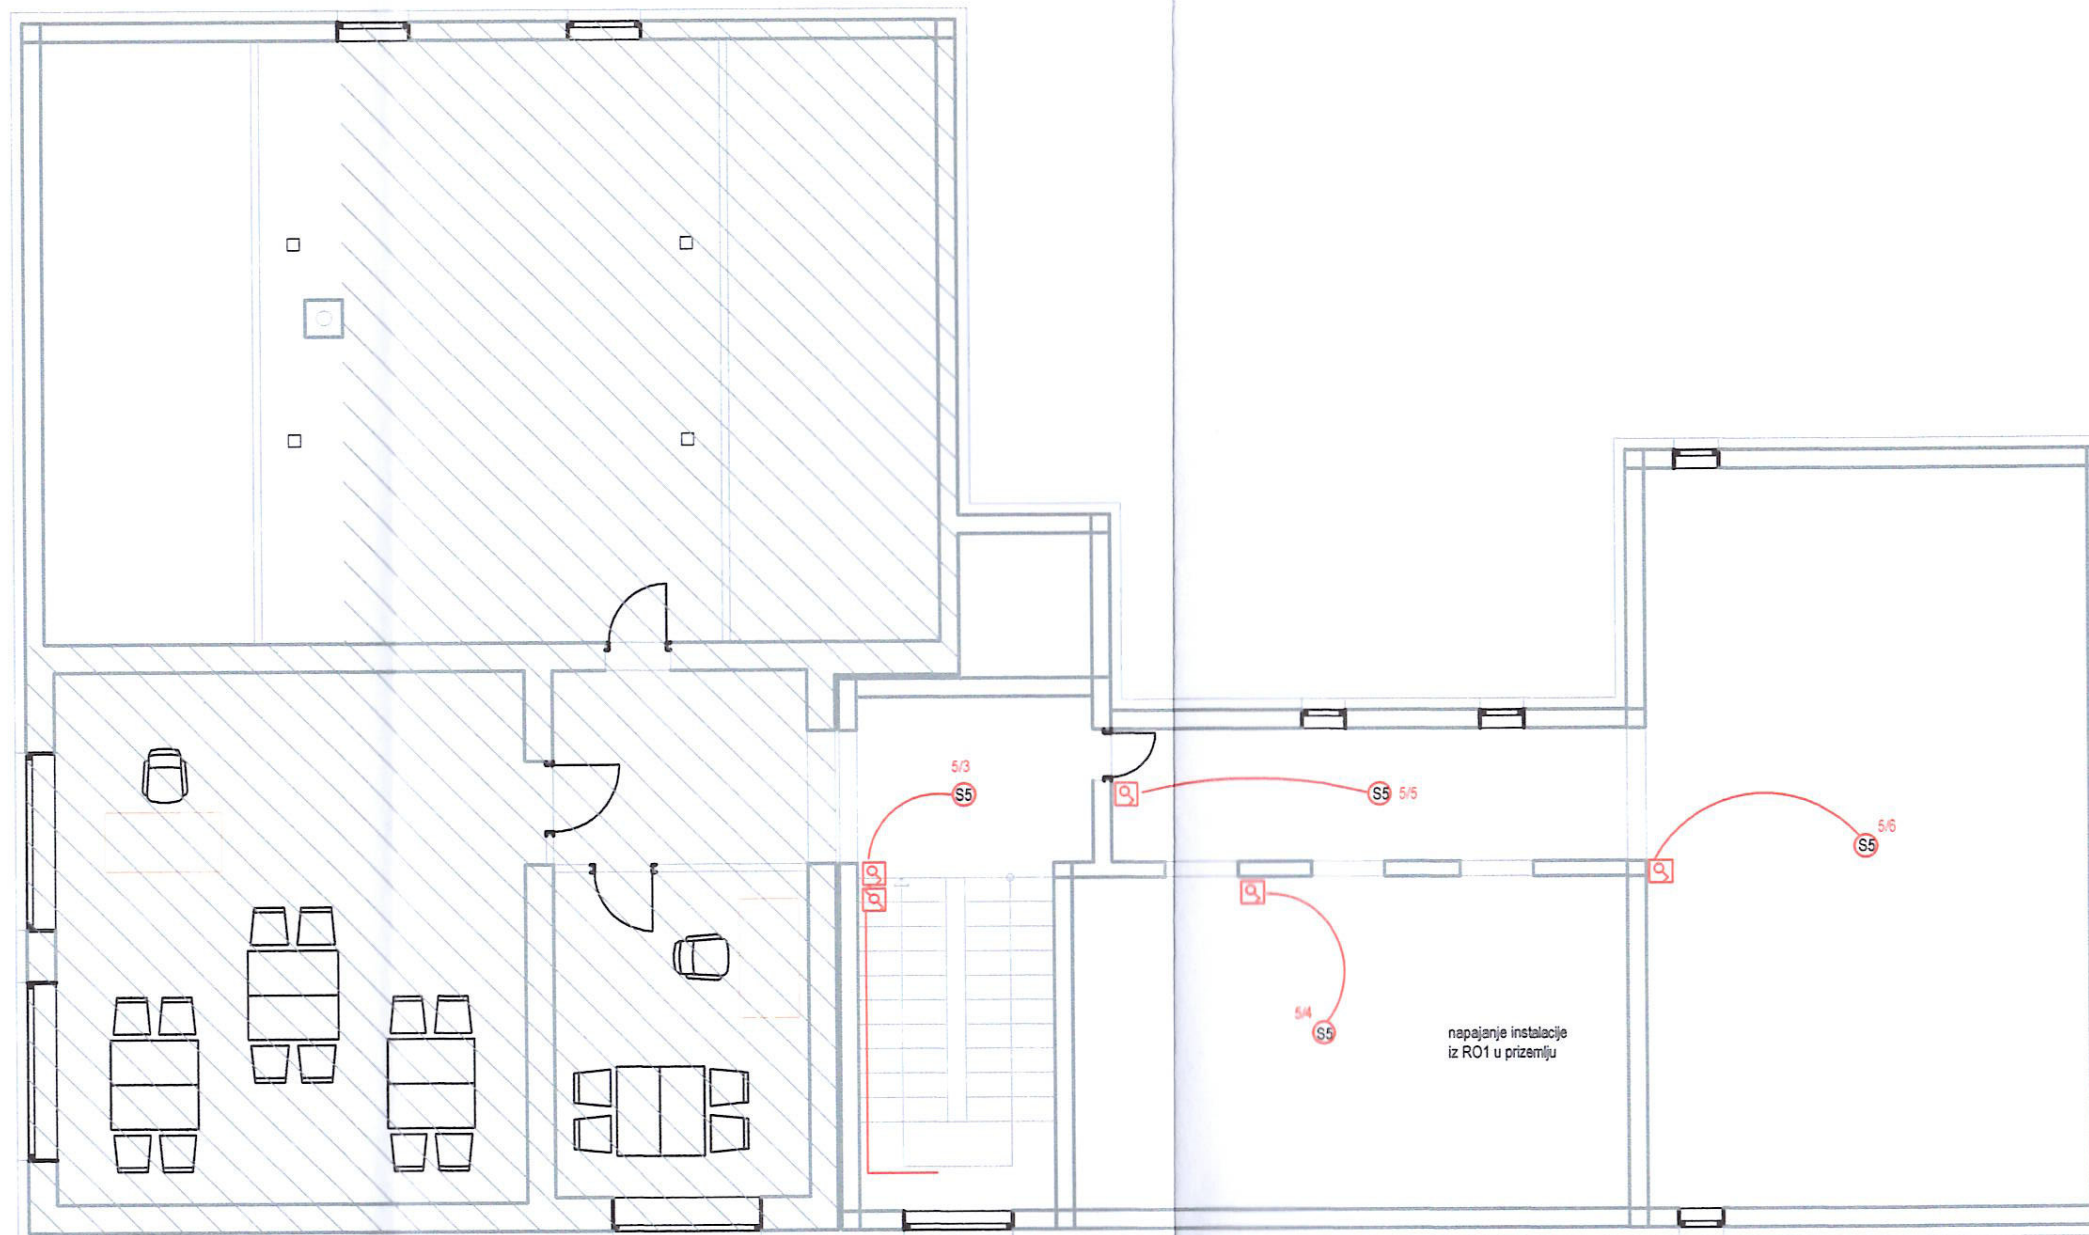 5/3
S5
S5 5/5
5/6
S5
5/4
S5
napajanje instalacije
iz RO1 u prizemlju